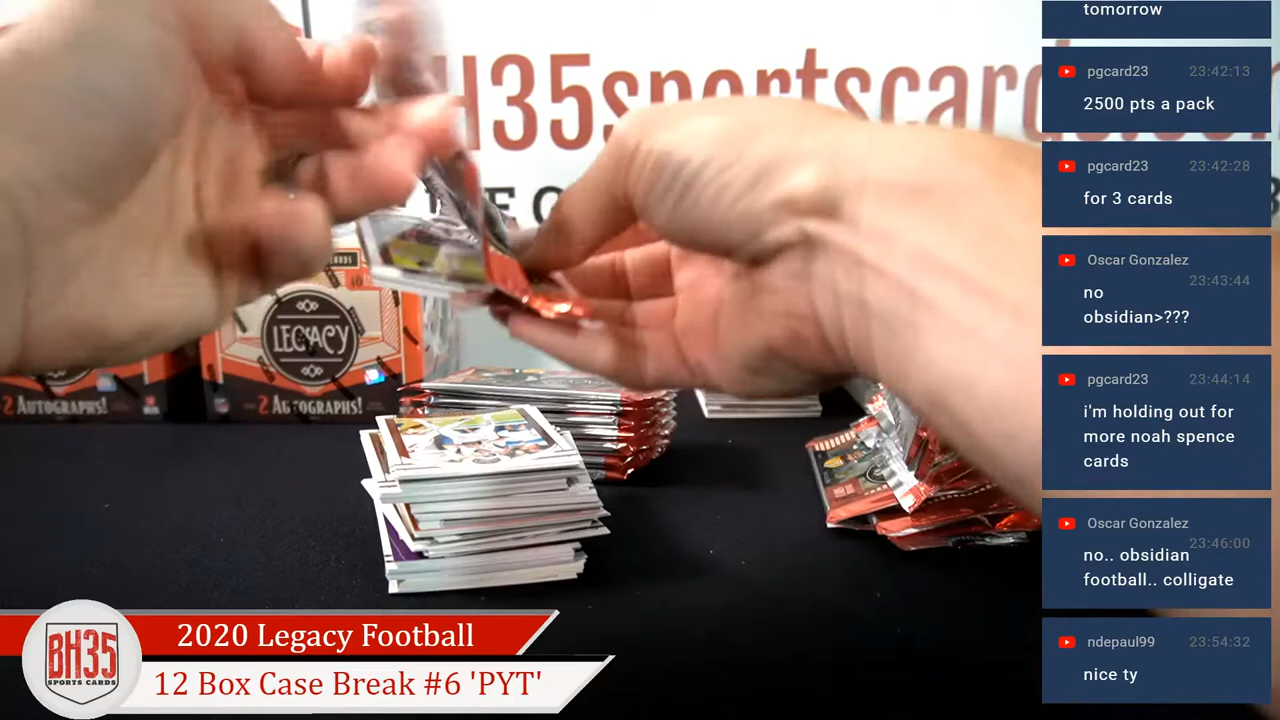 tomorrow
pgcard23 23:42:13
2500 pts a pack
pgcard23 23:42:28
for 3 cards
Oscar Gonzalez 23:43:44
no
obsidian>???
pgcard23 23:44:14
i'm holding out for
more noah spence
cards
Oscar Gonzalez 23:46:00
no.. obsidian
football.. colligate
ndepaul99 23:54:32
nice ty
H35sportscards.com
LEGACY
2 AUTOGRAPHS!
2 AUTOGRAPHS!
BH35
SPORTS CARDS
2020 Legacy Football
12 Box Case Break #6 'PYT'